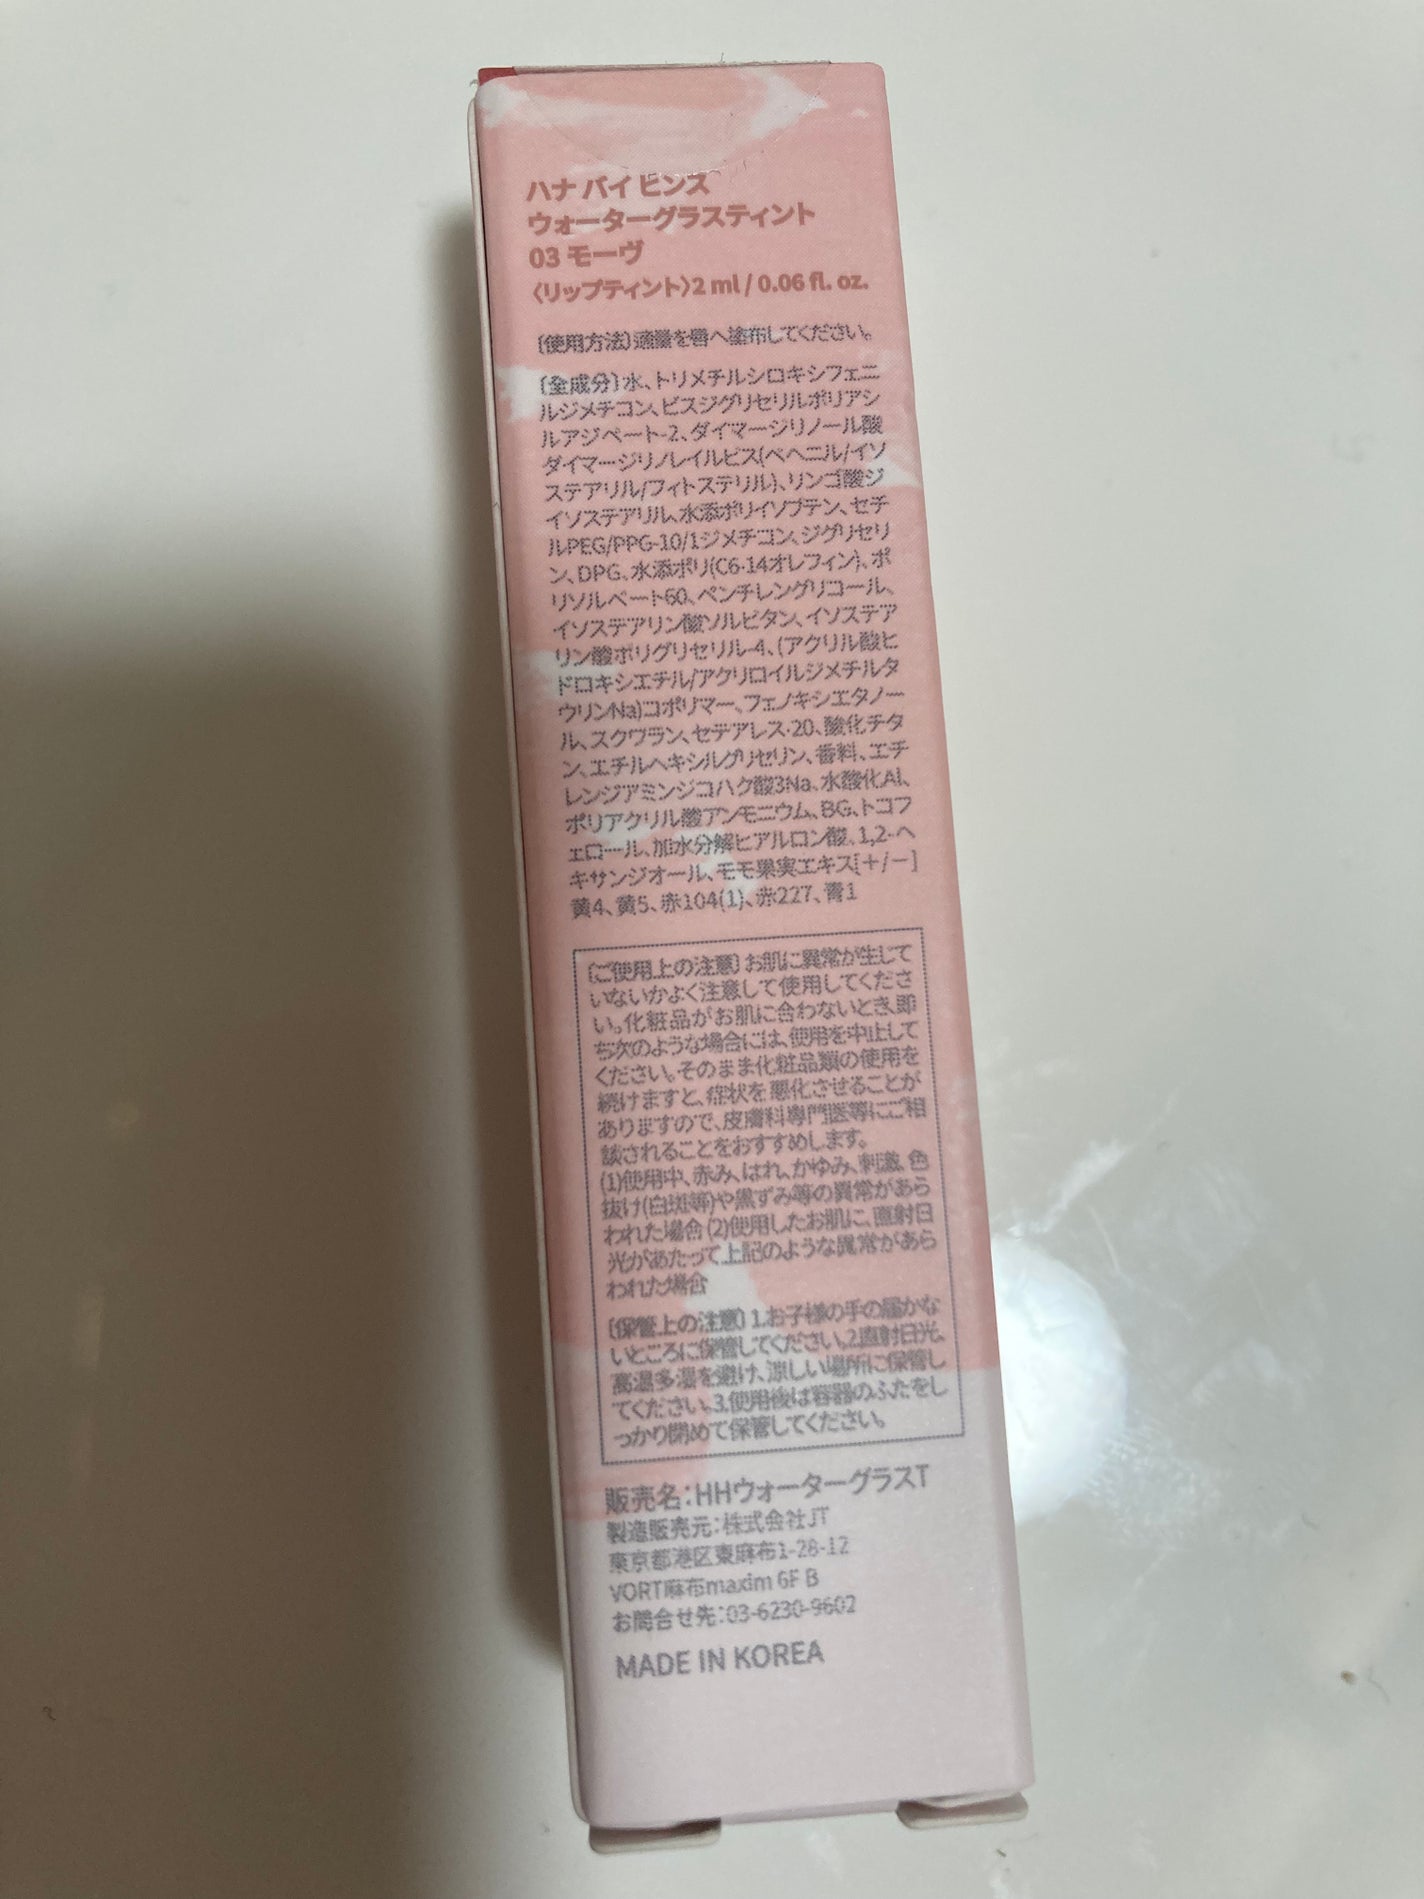 ハナ バイ ヒンス
ウォーターグラスティント
03 モーヴ
〈リップティント〉2 ml / 0.06 fl. oz.
〔使用方法〕適量を唇へ塗布してください。
〔全成分〕水、トリメチルシロキシフェニ
ルジメチコン、ビスジグリセリルポリアシ
ルアジペート-2、ダイマージリノール酸
ダイマージリノレイルビス(ベヘニル/イソ
ステアリル/フィトステリル)、リンゴ酸ジ
イソステアリル、水添ポリイソブテン、セチ
ルPEG/PPG-10/1ジメチコン、ジグリセリ
ン、DPG、水添ポリ(C6-14オレフィン)、ポ
リソルベート60、ペンチレングリコール、
イソステアリン酸ソルビタン、イソステア
リン酸ポリグリセリル-4、(アクリル酸ヒ
ドロキシエチル/アクリロイルジメチルタ
ウリンNa)コポリマー、フェノキシエタノー
ル、スクワラン、セテアレス-20、酸化チタ
ン、エチルヘキシルグリセリン、香料、エチ
レンジアミンジコハク酸3Na、水酸化Al、
ポリアクリル酸アンモニウム、BG、トコフ
ェロール、加水分解ヒアルロン酸、1,2-ヘ
キサンジオール、モモ果実エキス[＋/－]
黄4、黄5、赤104(1)、赤227、青1
〔ご使用上の注意〕お肌に異常が生じて
いないかよく注意して使用してくださ
い。化粧品がお肌に合わないとき、即
ち次のような場合には、使用を中止して
ください。そのまま化粧品類の使用を
続けますと、症状を悪化させることが
ありますので、皮膚科専門医等にご相
談されることをおすすめします。
(1)使用中、赤み、はれ、かゆみ、刺激、色
抜け(白斑等)や黒ずみ等の異常があら
われた場合 (2)使用したお肌に、直射日
光があたって上記のような異常があら
われた場合
〔保管上の注意〕1.お子様の手の届かな
いところに保管してください。2.直射日光、
高温多湿を避け、涼しい場所に保管し
てください。3.使用後は容器のふたをし
っかり閉めて保管してください。
販売名：HHウォーターグラスT
製造販売元：株式会社JT
東京都港区東麻布1-28-12
VORT麻布maxim 6F B
お問合せ先：03-6230-9602
MADE IN KOREA